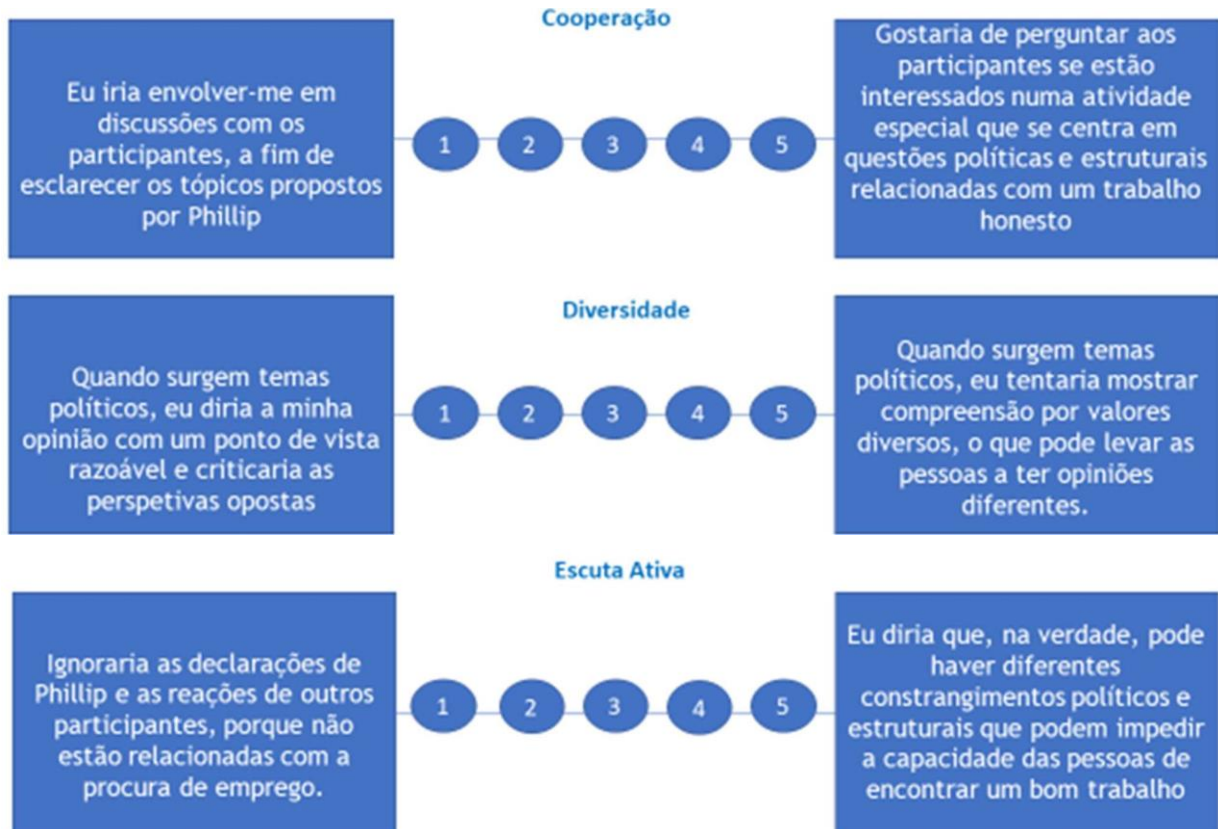 Cooperação
Eu iria envolver-me em
discussões com os
participantes, a fim de
esclarecer os tópicos propostos
por Phillip
1 2 3 4 5
Gostaria de perguntar aos
participantes se estão
interessados numa atividade
especial que se centra em
questões políticas e estruturais
relacionadas com um trabalho
honesto
Diversidade
Quando surgem temas
políticos, eu diria a minha
opinião com um ponto de vista
razoável e criticaria as
perspetivas opostas
1 2 3 4 5
Quando surgem temas
políticos, eu tentaria mostrar
compreensão por valores
diversos, o que pode levar as
pessoas a ter opiniões
diferentes.
Escuta Ativa
Ignoraria as declarações de
Phillip e as reações de outros
participantes, porque não
estão relacionadas com a
procura de emprego.
1 2 3 4 5
Eu diria que, na verdade, pode
haver diferentes
constrangimentos políticos e
estruturais que podem impedir
a capacidade das pessoas de
encontrar um bom trabalho